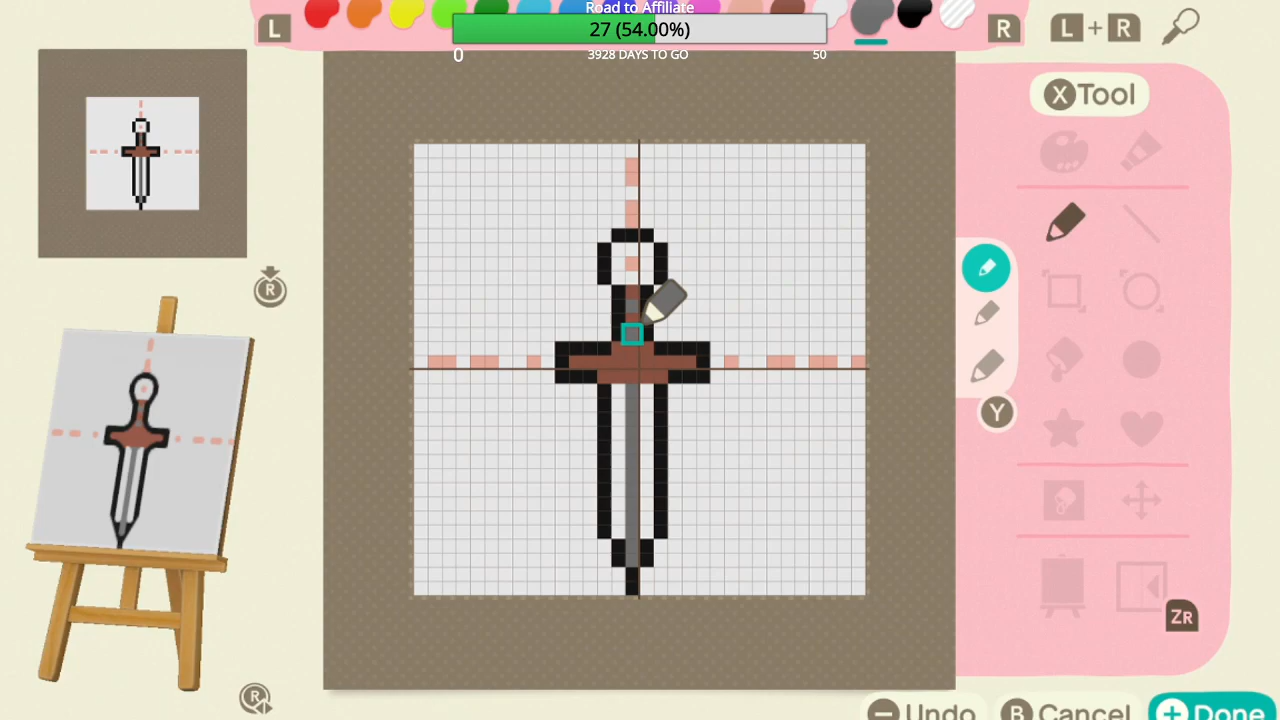 Road to Affiliate
L
27 (54.00%)
R
L + R
0
3928 DAYS TO GO
50
X Tool
R
Y
ZR
R
Undo
B Cancel
+ Done